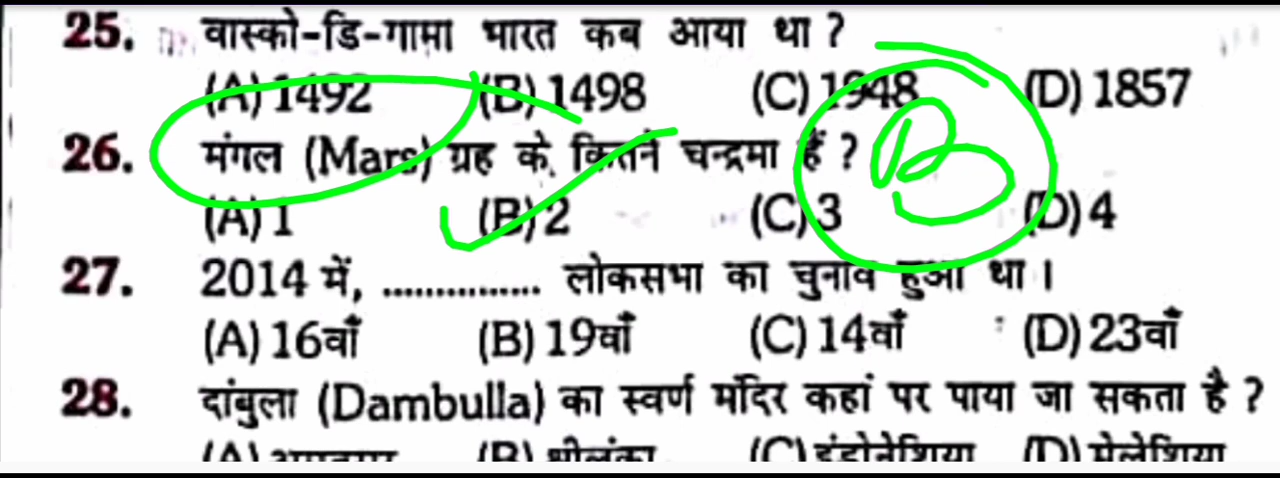 25. वास्को-डि-गामा भारत कब आया था ?
(A) 1492 (B) 1498 (C) 1948 (D) 1857
26. मंगल (Mars) ग्रह के कितने चन्द्रमा हैं ?
B
(A) 1 (B) 2 (C) 3 (D) 4
27. 2014 में, ............... लोकसभा का चुनाव हुआ था ।
(A) 16वाँ (B) 19वाँ (C) 14वाँ (D) 23वाँ
28. दांबुला (Dambulla) का स्वर्ण मंदिर कहां पर पाया जा सकता है ?
(A) (B) श्रीलंका (C) इंडोनेशिया (D) मलेशिया